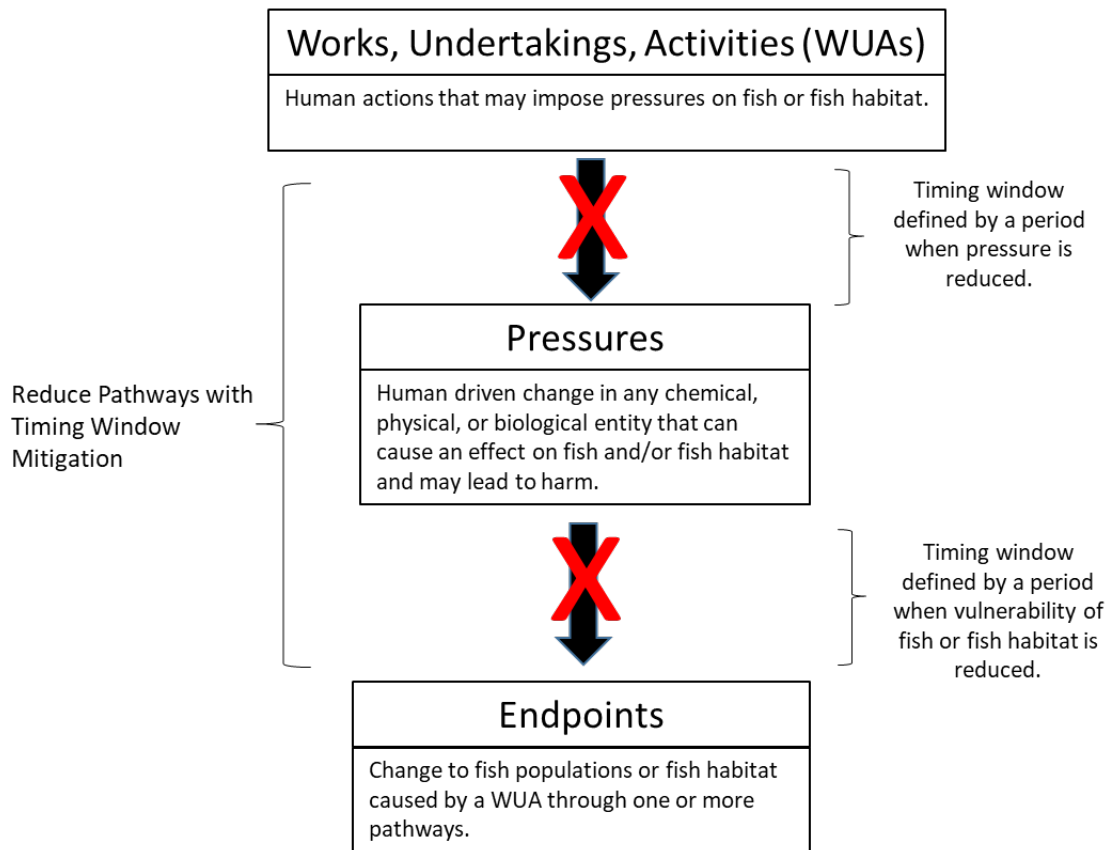 Works, Undertakings, Activities (WUAs)
Human actions that may impose pressures on fish or fish habitat.
X
Timing window
defined by a period
when pressure is
reduced.
Pressures
Human driven change in any chemical,
physical, or biological entity that can
cause an effect on fish and/or fish habitat
and may lead to harm.
Reduce Pathways with
Timing Window
Mitigation
X
Timing window
defined by a period
when vulnerability of
fish or fish habitat is
reduced.
Endpoints
Change to fish populations or fish habitat
caused by a WUA through one or more
pathways.